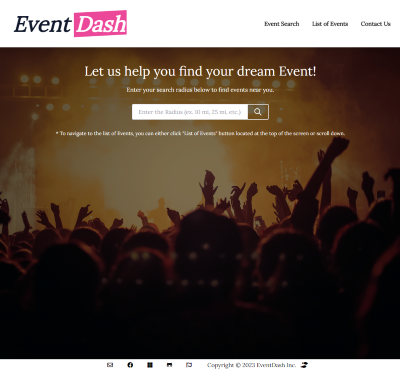 Event Dash
Event Search List of Events Contact Us
Let us help you find your dream Event!
Enter your search radius below to find events near you.
Enter the Radius (ex. 10 mi, 25 mi, etc.)
* To navigate to the list of Events, you can either click "List of Events" button located at the top of the screen or scroll down.
Copyright © 2023 EventDash Inc.